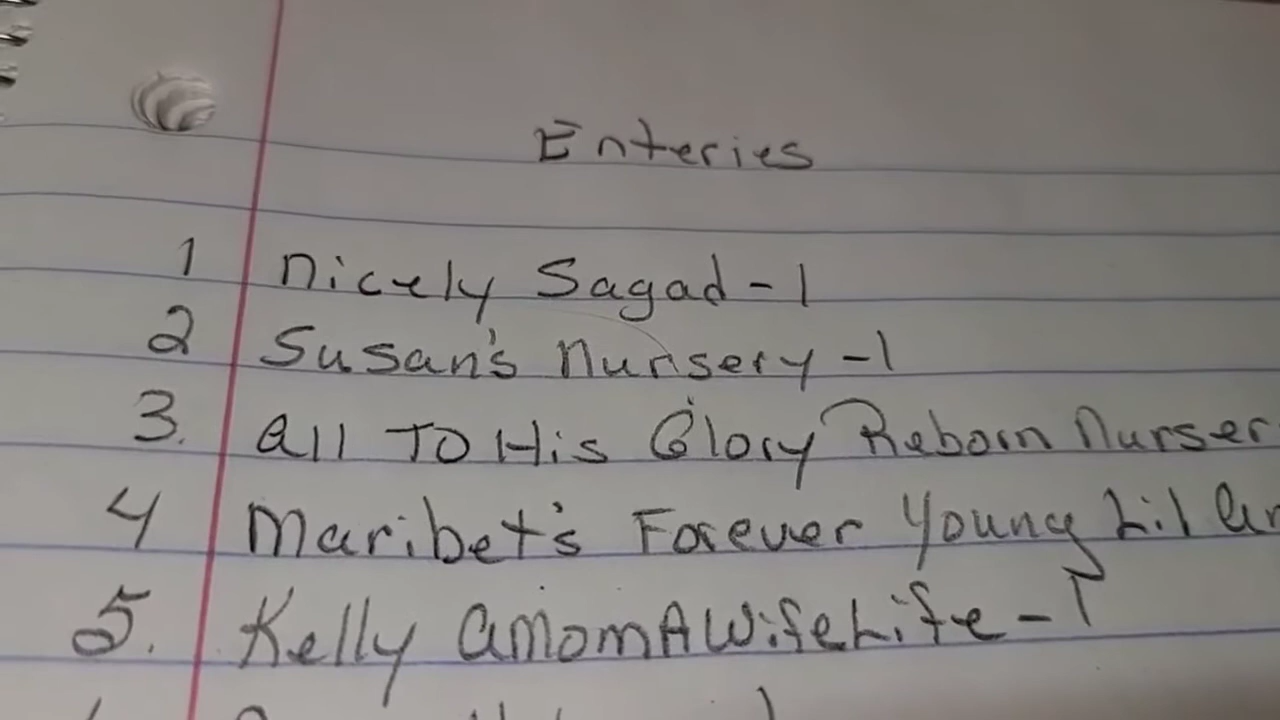 Enteries
1 Nicely Sagad - 1
2 Susan's Nursery - 1
3. All To His Glory Reborn Nurser
4 Maribet's Forever Young Lil
5. Kelly AMomAWifeLife - 1